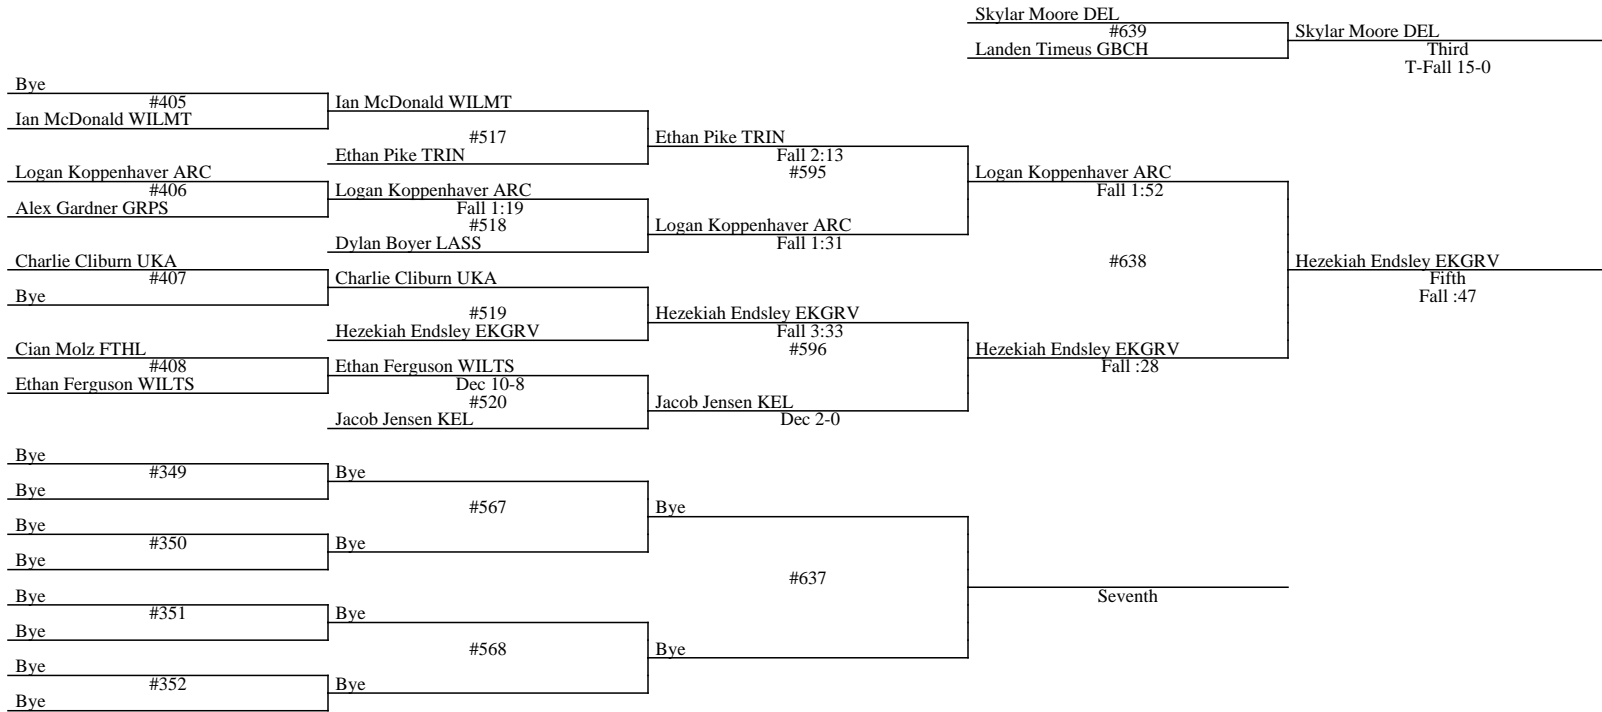 Skylar Moore DEL
#639
Landen Timeus GBCH
Skylar Moore DEL
Third
T-Fall 15-0
Bye
#405
Ian McDonald WILMT
Logan Koppenhaver ARC
#406
Alex Gardner GRPS
Charlie Cliburn UKA
#407
Bye
Cian Molz FTHL
#408
Ethan Ferguson WILTS
Ian McDonald WILMT
#517
Ethan Pike TRIN
Logan Koppenhaver ARC
Fall 1:19
#518
Dylan Boyer LASS
Charlie Cliburn UKA
#519
Hezekiah Endsley EKGRV
Ethan Ferguson WILTS
Dec 10-8
#520
Jacob Jensen KEL
Ethan Pike TRIN
Fall 2:13
#595
Logan Koppenhaver ARC
Fall 1:31
Hezekiah Endsley EKGRV
Fall 3:33
#596
Jacob Jensen KEL
Dec 2-0
Logan Koppenhaver ARC
Fall 1:52
#638
Hezekiah Endsley EKGRV
Fall :28
Hezekiah Endsley EKGRV
Fifth
Fall :47
Bye
#349
Bye
Bye
#350
Bye
Bye
#351
Bye
Bye
#352
Bye
Bye
#567
Bye
Bye
#568
Bye
Bye
#637
Bye
Seventh